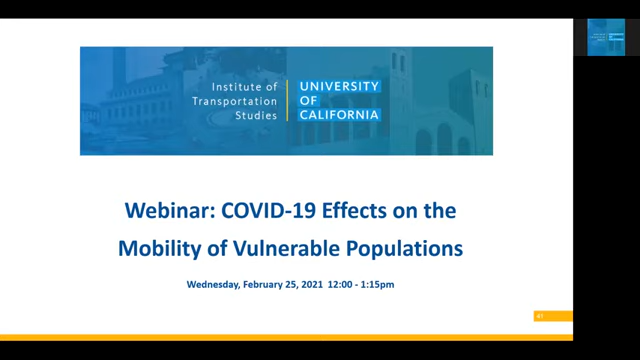 Institute of
Transportation
Studies
UNIVERSITY
OF
CALIFORNIA
Webinar: COVID-19 Effects on the
Mobility of Vulnerable Populations
Wednesday, February 25, 2021 12:00 - 1:15pm